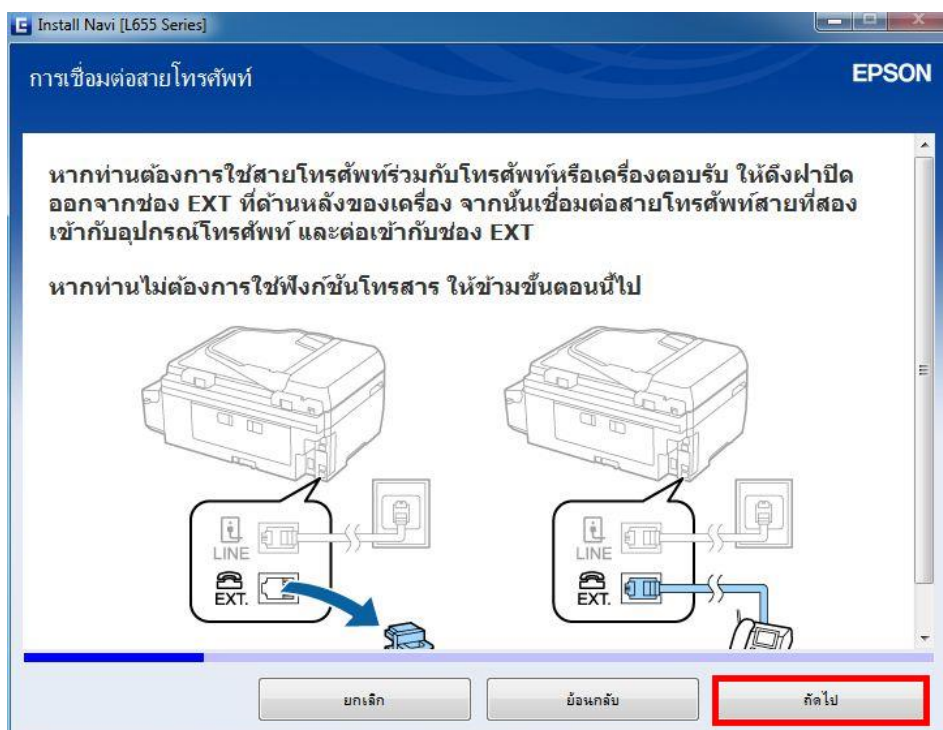 Install Navi [L655 Series]
การเชื่อมต่อสายโทรศัพท์
EPSON
หากท่านต้องการใช้สายโทรศัพท์ร่วมกับโทรศัพท์หรือเครื่องตอบรับ ให้ดึงฝาปิด
ออกจากช่อง EXT ที่ด้านหลังของเครื่อง จากนั้นเชื่อมต่อสายโทรศัพท์สายที่สอง
เข้ากับอุปกรณ์โทรศัพท์ และต่อเข้ากับช่อง EXT
หากท่านไม่ต้องการใช้ฟังก์ชันโทรสาร ให้ข้ามขั้นตอนนี้ไป
LINE
EXT.
LINE
EXT.
ยกเลิก
ย้อนกลับ
ถัดไป